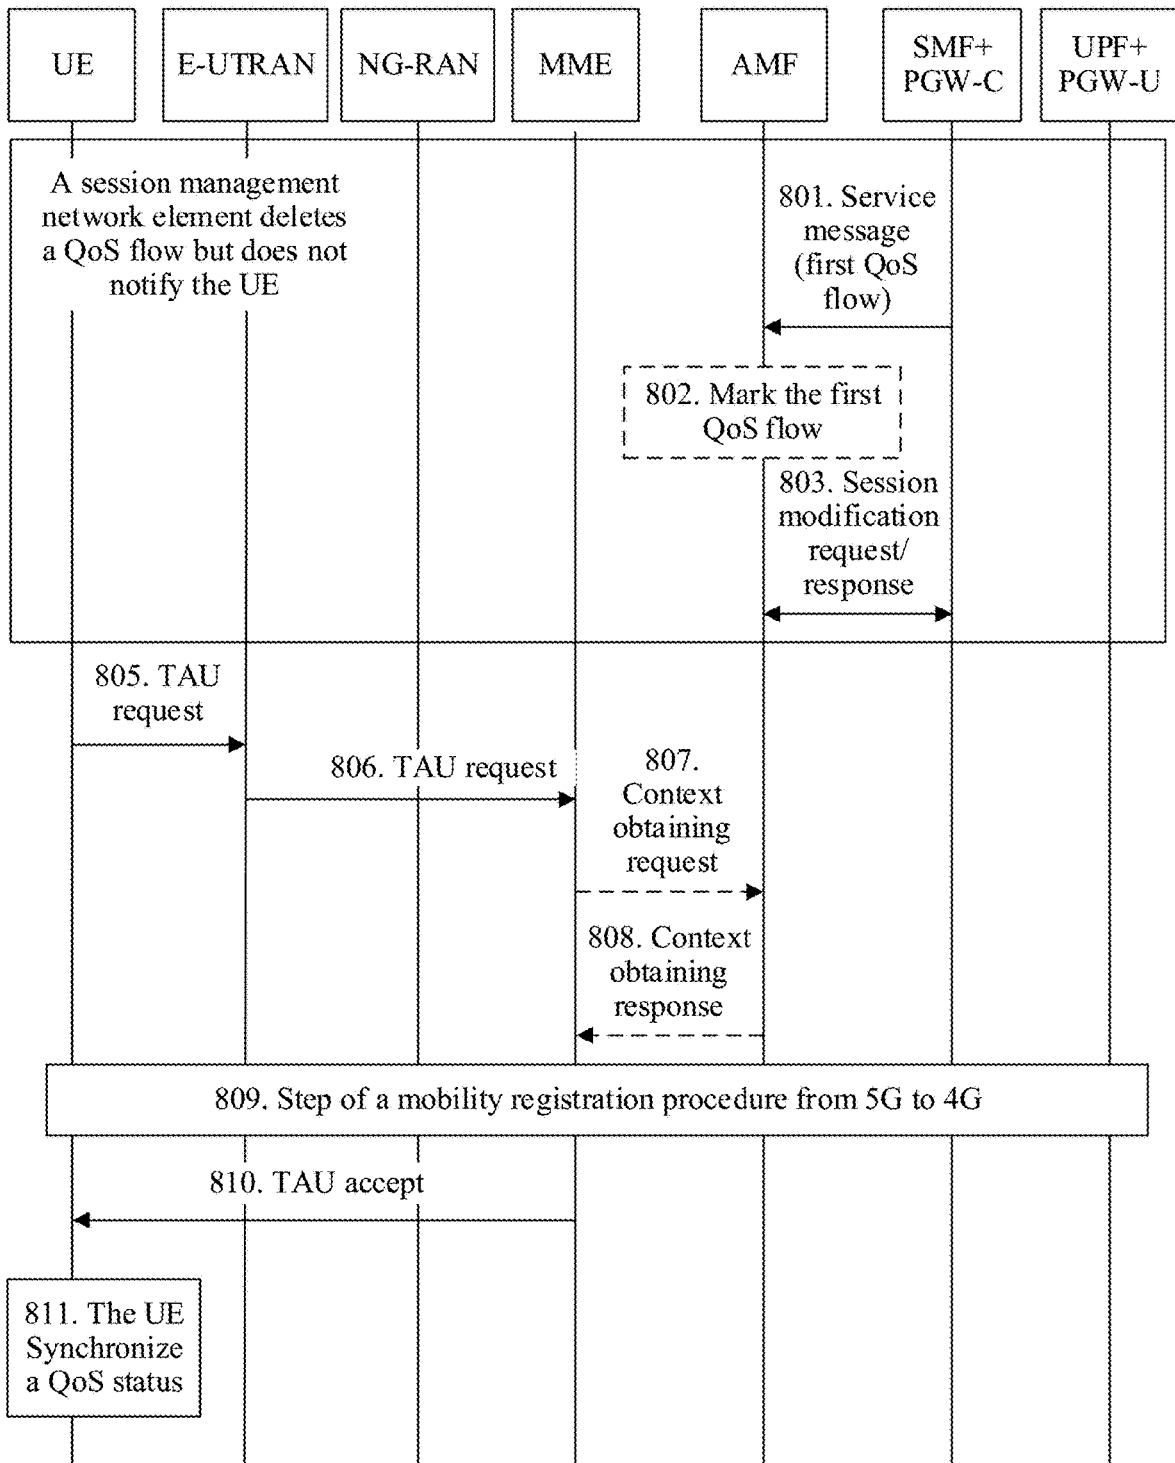 UE
E-UTRAN
NG-RAN
MME
AMF
SMF+
PGW-C
UPF+
PGW-U
A session management
network element deletes
a QoS flow but does not
notify the UE
801. Service
message
(first QoS
flow)
802. Mark the first
QoS flow
803. Session
modification
request/
response
805. TAU
request
806. TAU request
807.
Context
obtaining
request
808. Context
obtaining
response
809. Step of a mobility registration procedure from 5G to 4G
810. TAU accept
811. The UE
Synchronize
a QoS status